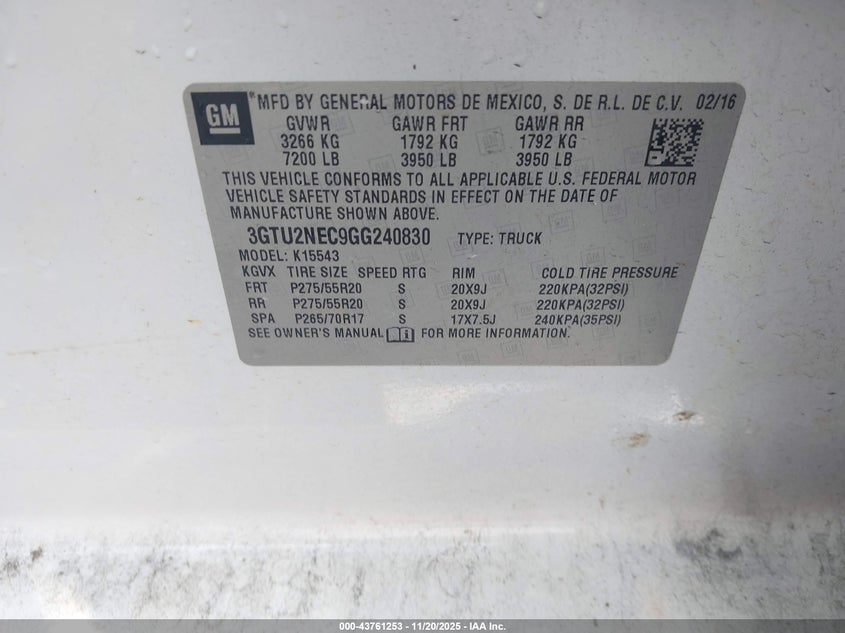 GM
*MFD BY GENERAL MOTORS DE MEXICO, S. DE R.L. DE C.V. 02/16
GVWR GAWR FRT GAWR RR
3266 KG 1792 KG 1792 KG
7200 LB 3950 LB 3950 LB
THIS VEHICLE CONFORMS TO ALL APPLICABLE U.S. FEDERAL MOTOR
VEHICLE SAFETY STANDARDS IN EFFECT ON THE DATE OF
MANUFACTURE SHOWN ABOVE.
3GTU2NEC9GG240830 TYPE: TRUCK
MODEL: K15543
KGVX TIRE SIZE SPEED RTG RIM COLD TIRE PRESSURE
FRT P275/55R20 S 20X9J 220KPA(32PSI)
RR P275/55R20 S 20X9J 220KPA(32PSI)
SPA P265/70R17 S 17X7.5J 240KPA(35PSI)
SEE OWNER'S MANUAL FOR MORE INFORMATION.
000-43761253 - 11/20/2025 - IAA Inc.